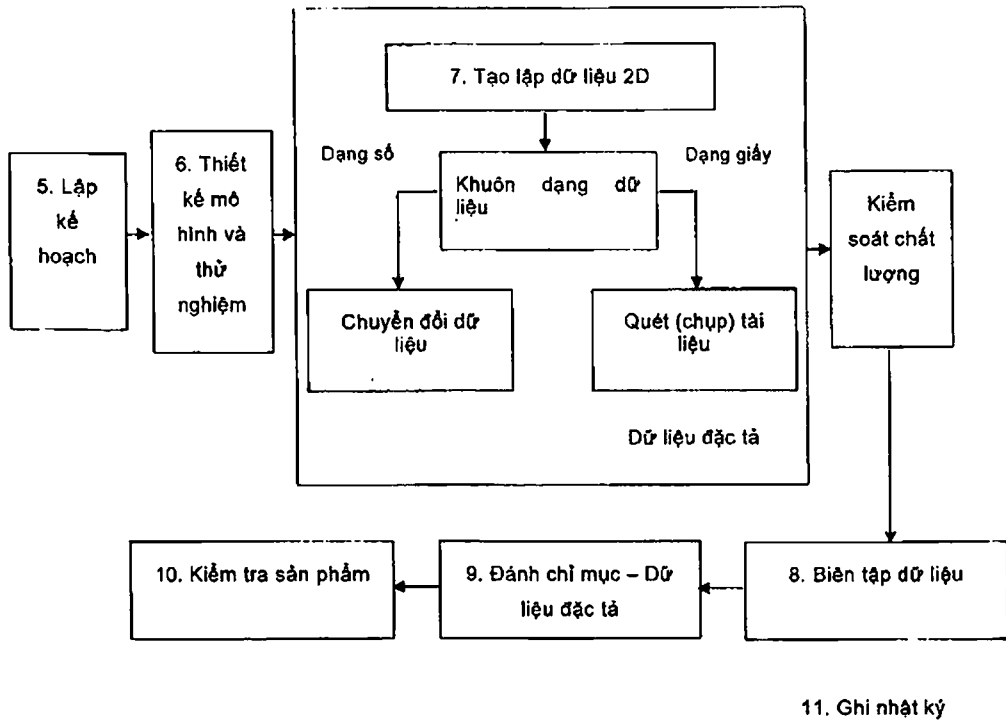 5. Lập
kế
hoạch
6. Thiết
kế mô
hình và
thử
nghiệm
7. Tạo lập dữ liệu 2D
Dạng số
Dạng giấy
Khuôn dạng dữ
liệu
Chuyển đổi dữ
liệu
Quét (chụp) tài
liệu
Dữ liệu đặc tả
Kiểm
soát chất
lượng
8. Biên tập dữ liệu
9. Đánh chỉ mục – Dữ
liệu đặc tả
10. Kiểm tra sản phẩm
11. Ghi nhật ký